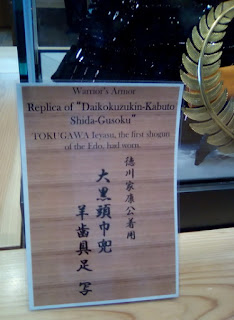 Warrior's Armor
Replica of "Daikokuzukin-Kabuto
Shida-Gusoku"
TOKUGAWA Ieyasu, the first shogun
of the Edo, had worn.
徳川家康公着用
大黒頭巾兜
羊歯具足 写